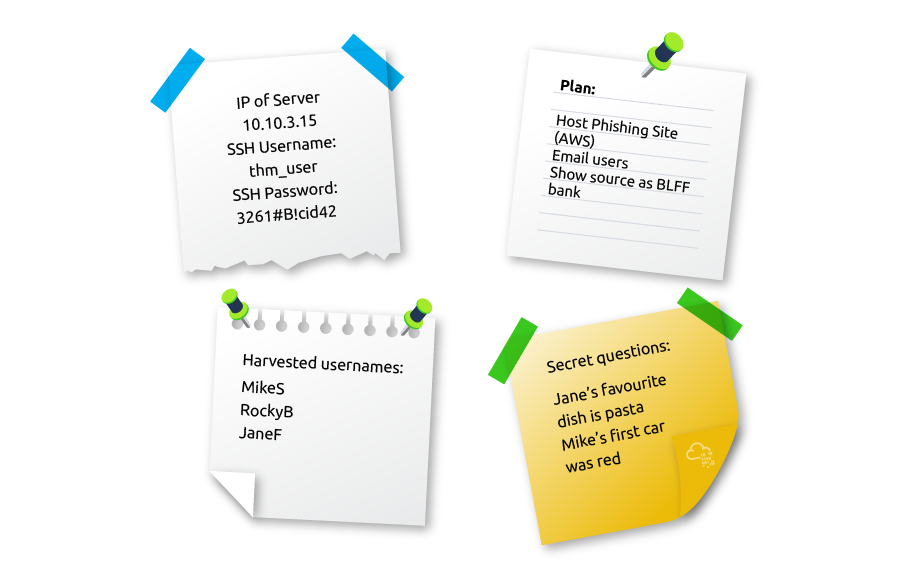 IP of Server
10.10.3.15
SSH Username:
thm_user
SSH Password:
3261#B!cid42
Plan:
Host Phishing Site
(AWS)
Email users
Show source as BLFF
bank
Harvested usernames:
MikeS
RockyB
JaneF
Secret questions:
Jane's favourite
dish is pasta
Mike's first car
was red